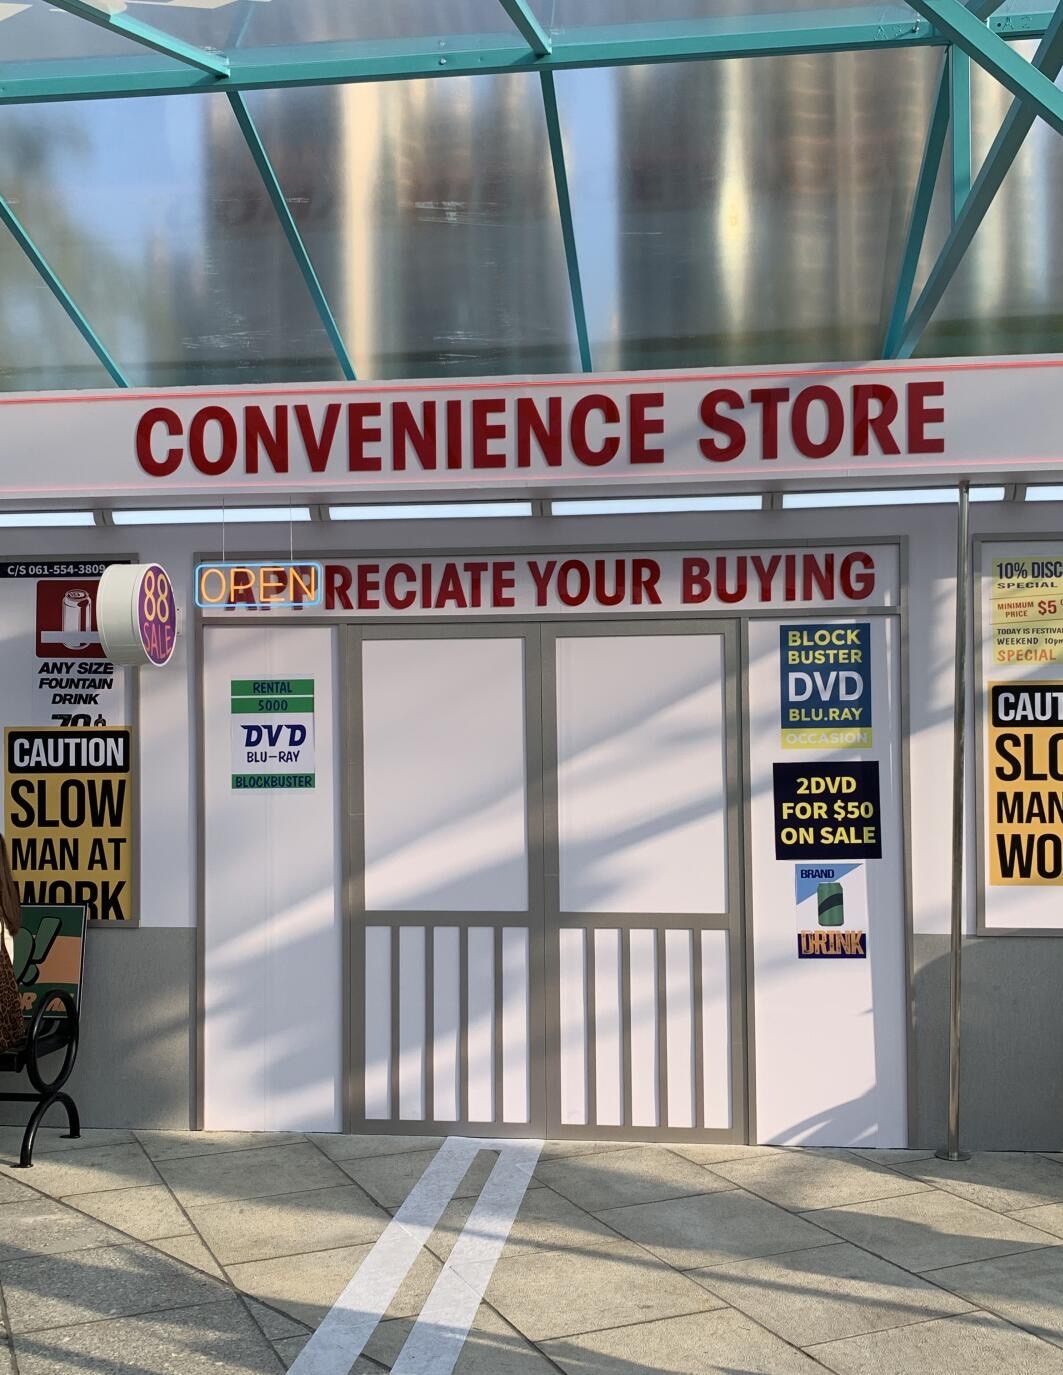 CONVENIENCE STORE
OPEN
APPRECIATE YOUR BUYING
C/S 061-554-3809
ANY SIZE
FOUNTAIN
DRINK
70¢
CAUTION
SLOW
MAN AT
WORK
88
SALE
RENTAL
5000
DVD
BLU-RAY
BLOCKBUSTER
BLOCK
BUSTER
DVD
BLU.RAY
OCCASION
2DVD
FOR $50
ON SALE
BRAND
DRINK
10% DISC
SPECIAL
MINIMUM
PRICE $5
TODAY IS FESTIVAL
WEEKEND 10pm
SPECIAL
CAUT
SLO
MAN
WO